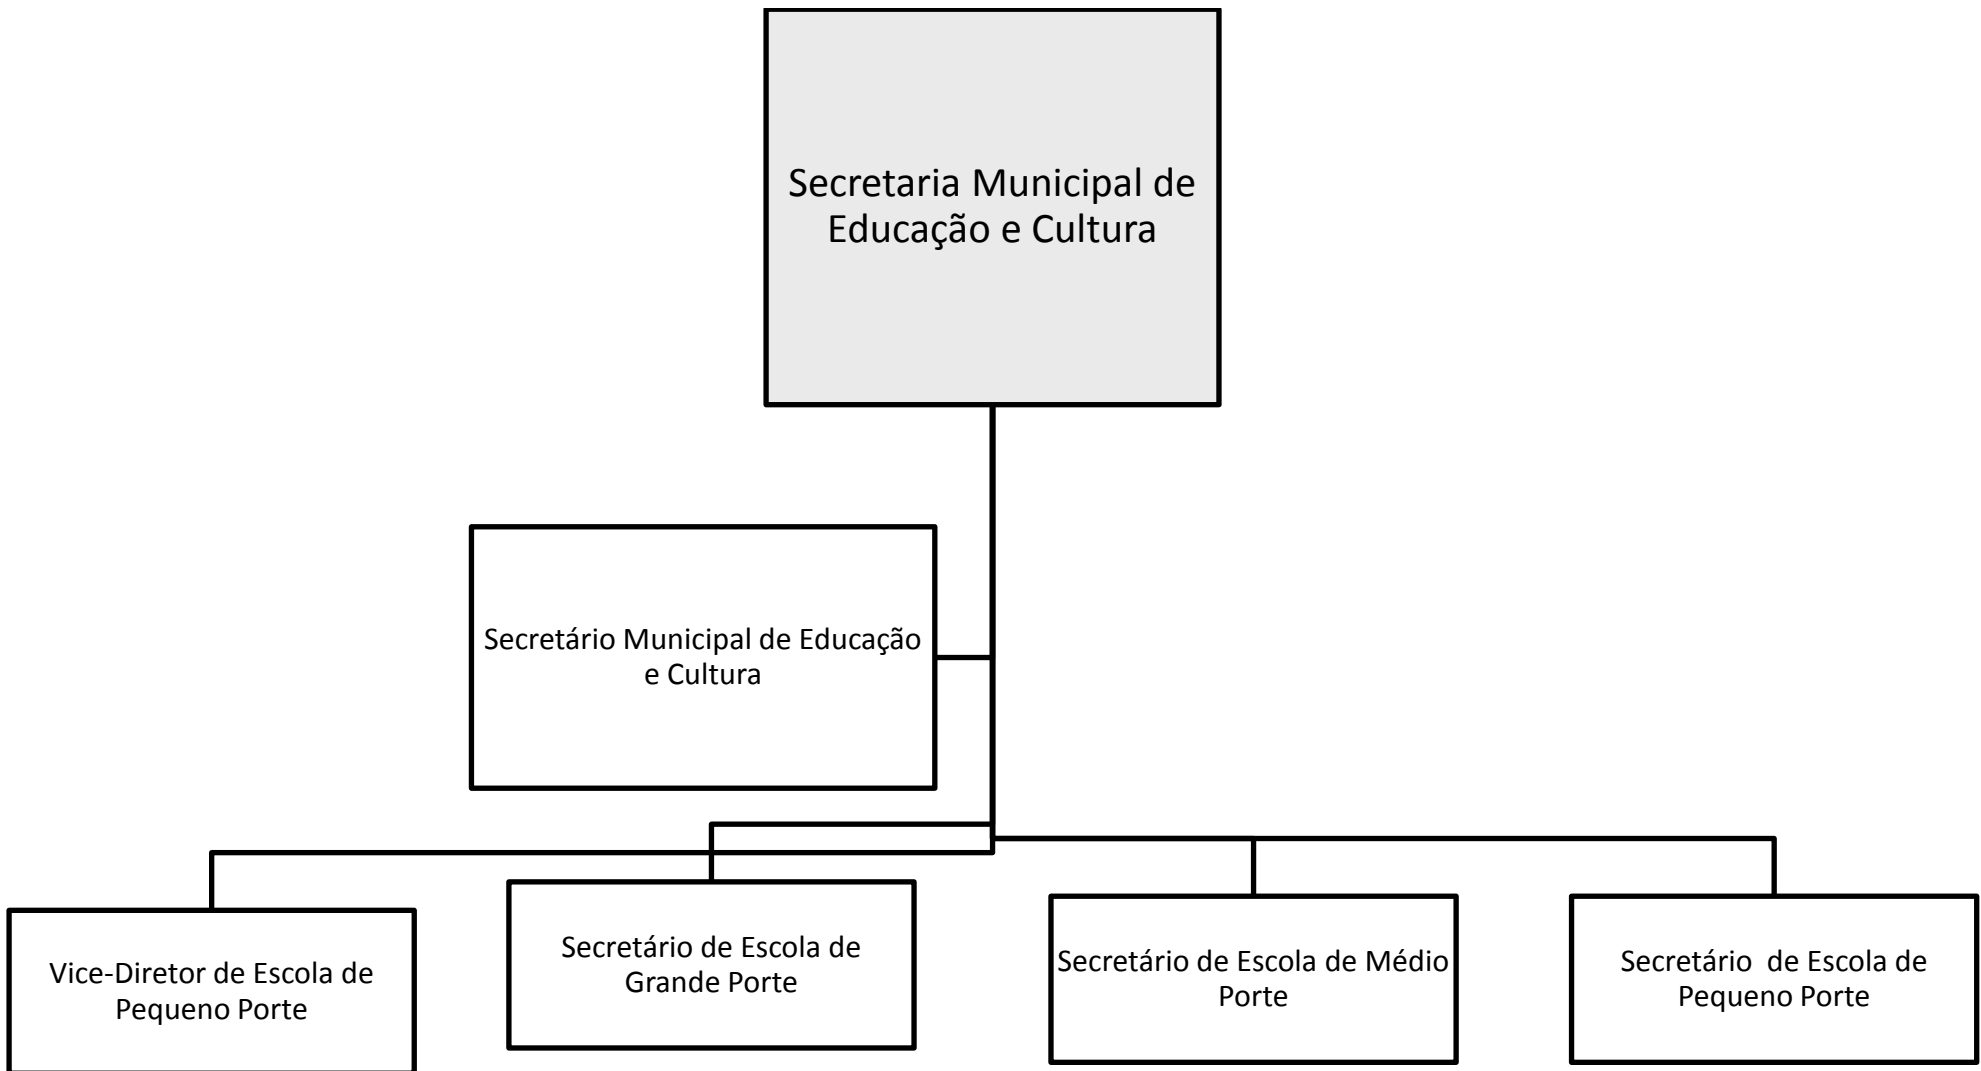 Secretaria Municipal de
Educação e Cultura
Secretário Municipal de Educação
e Cultura
Vice-Diretor de Escola de
Pequeno Porte
Secretário de Escola de
Grande Porte
Secretário de Escola de Médio
Porte
Secretário  de Escola de
Pequeno Porte